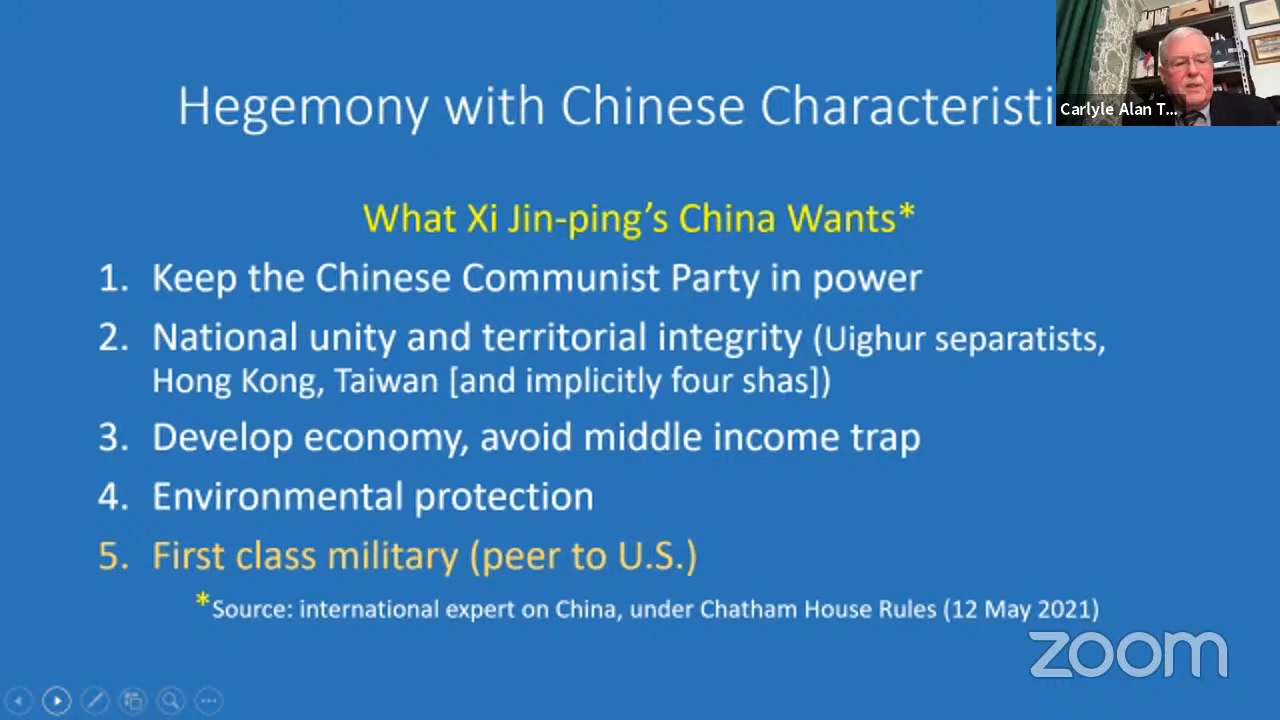 Hegemony with Chinese Characteristi
Carlyle Alan T...
What Xi Jin-ping’s China Wants*
1. Keep the Chinese Communist Party in power
2. National unity and territorial integrity (Uighur separatists,
Hong Kong, Taiwan [and implicitly four shas])
3. Develop economy, avoid middle income trap
4. Environmental protection
5. First class military (peer to U.S.)
*Source: international expert on China, under Chatham House Rules (12 May 2021)
zoom